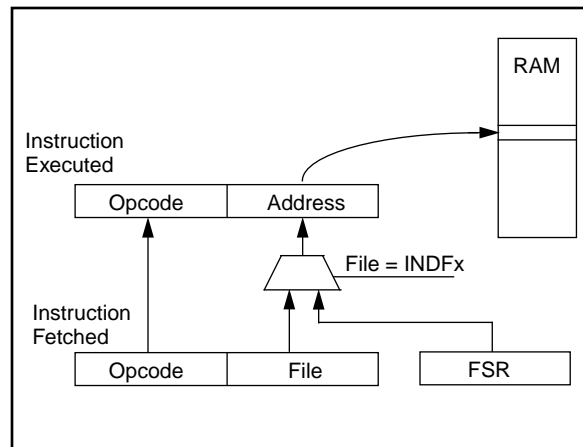 RAM
Instruction
Executed
Opcode
Address
File = INDFx
Instruction
Fetched
Opcode
File
FSR